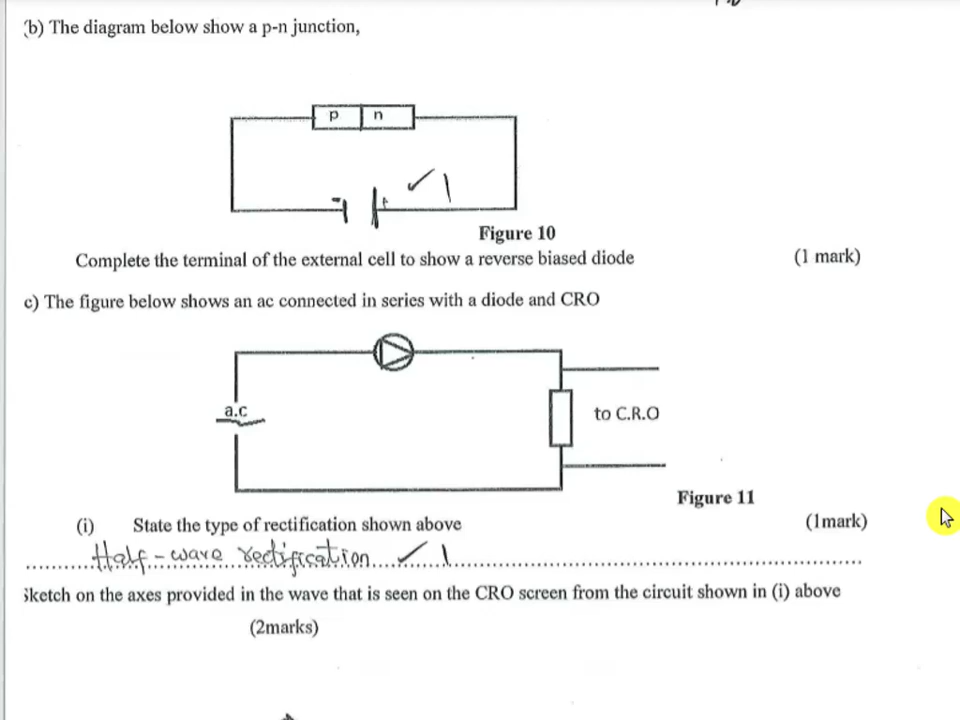 (b) The diagram below show a p-n junction,
p n
- +
✓1
Figure 10
Complete the terminal of the external cell to show a reverse biased diode (1 mark)
c) The figure below shows an ac connected in series with a diode and CRO
a.c
to C.R.O
Figure 11
(i) State the type of rectification shown above (1mark)
Half-wave rectification ✓1
Sketch on the axes provided in the wave that is seen on the CRO screen from the circuit shown in (i) above
(2marks)